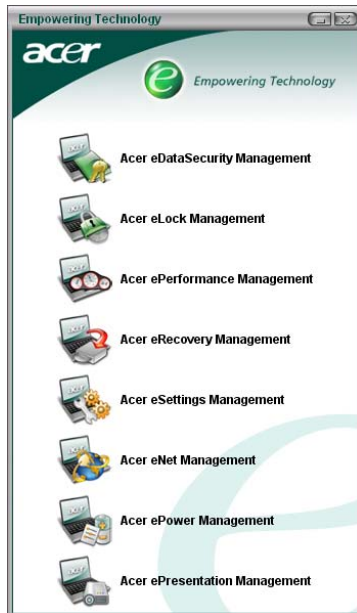 Empowering Technology
acer
e Empowering Technology
Acer eDataSecurity Management
Acer eLock Management
Acer ePerformance Management
Acer eRecovery Management
Acer eSettings Management
Acer eNet Management
Acer ePower Management
Acer ePresentation Management